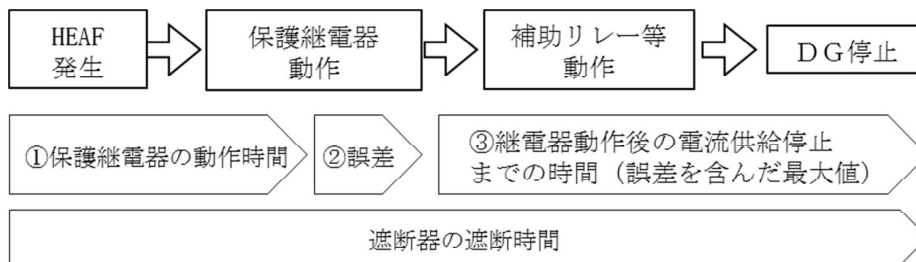 HEAF
発生
保護継電器
動作
補助リレー等
動作
ＤＧ停止
①保護継電器の動作時間
②誤差
③継電器動作後の電流供給停止
までの時間（誤差を含んだ最大値）
遮断器の遮断時間